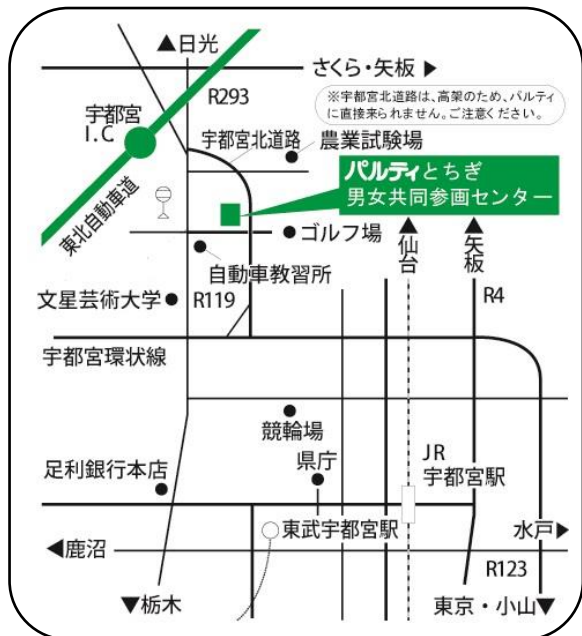 ▲日光
さくら・矢板 ▶
R293
※宇都宮北道路は、高架のため、パルティ
に直接来られません。ご注意ください。
宇都宮
I.C
宇都宮北道路
農業試験場
東北自動車道
パルティとちぎ
男女共同参画センター
ゴルフ場
▲仙台
▲矢板
自動車教習所
文星芸術大学
R119
R4
宇都宮環状線
競輪場
県庁
JR
宇都宮駅
足利銀行本店
東武宇都宮駅
水戸▶
◀鹿沼
R123
▼栃木
東京・小山▼